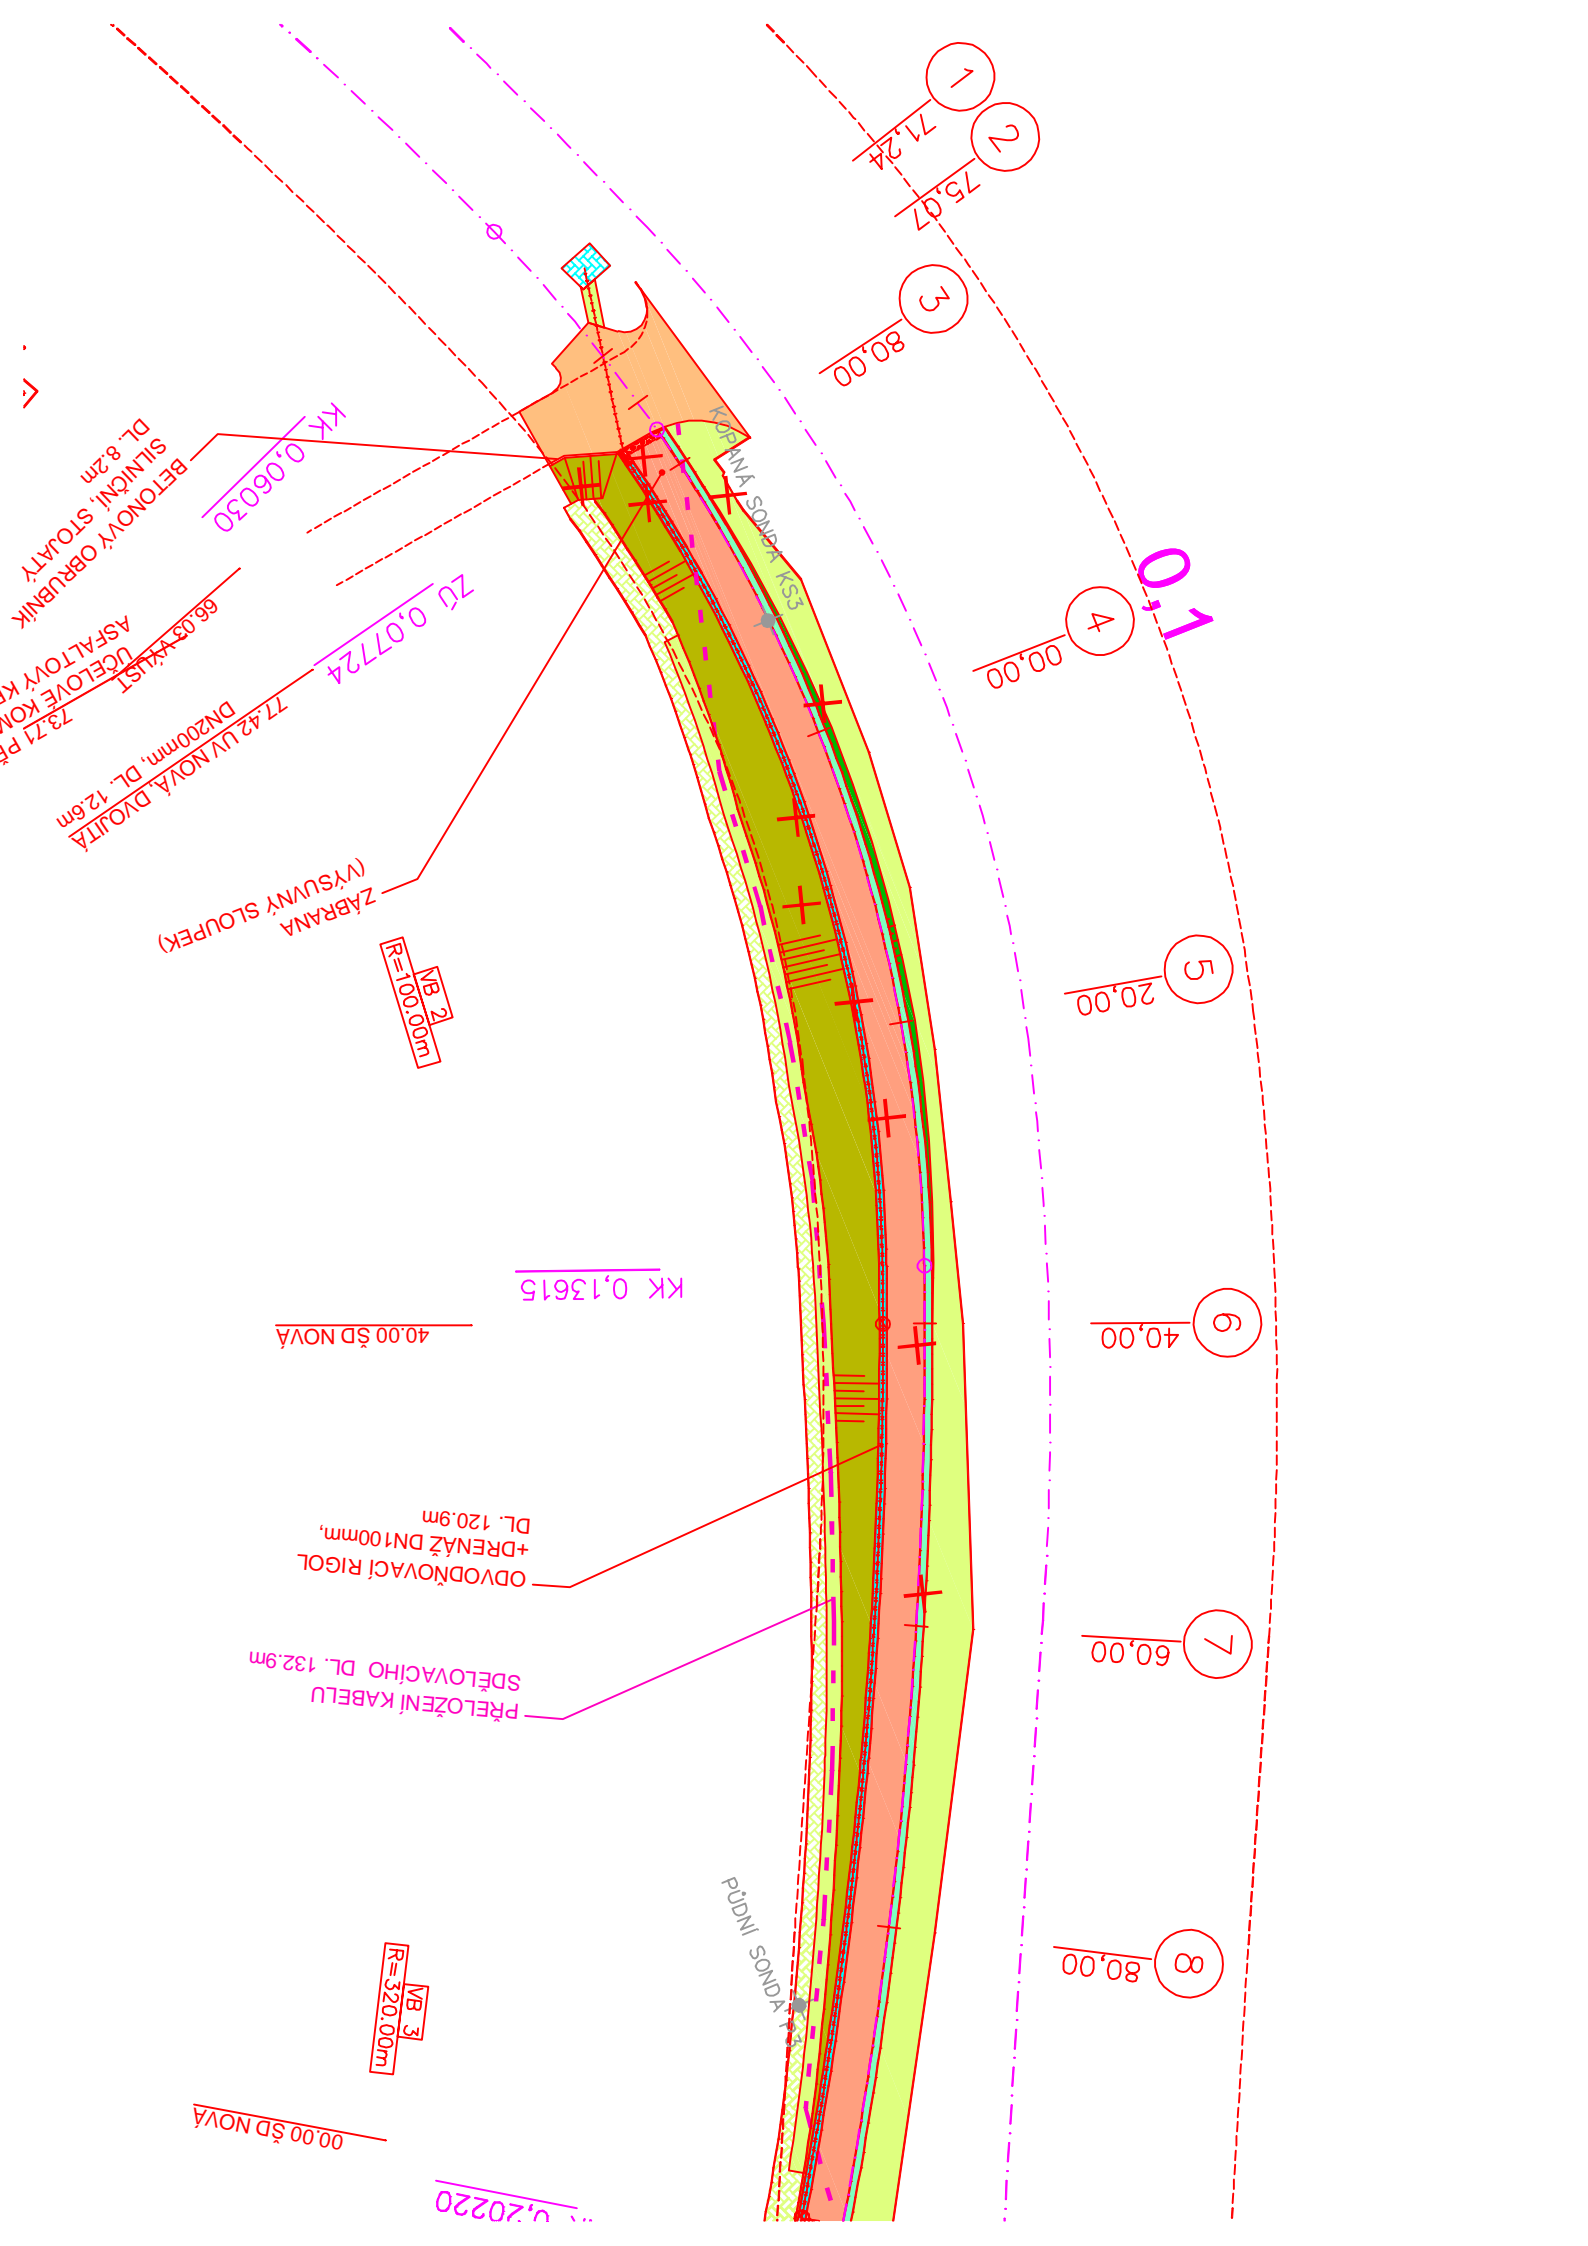 1
71,24
2
75,07
3
80,00
KK 0,06030
BETONOVÝ OBRUBNÍK
SILNIČNÍ, STOJATÝ
DL. 8.2m
KOPANÁ SONDA KS3
0,1
4
00,00
ZÚ 0,07724
66.03 VÝUST
73.71
ÚČELOVÉ
ASFALTOVÝ
77.42 UV NOVÁ, DVOJITÁ
DN200mm, DL. 12.6m
ZÁBRANA
(VÝSUVNÝ SLOUPEK)
VB 2
R=100.00m
5
20,00
KK 0,13615
40.00 ŠD NOVÁ
6
40,00
ODVODŇOVACÍ RIGOL
+DRENÁŽ DN100mm,
DL. 120.9m
PŘELOŽENÍ KABELU
SDĚLOVACÍHO DL. 132.9m
7
60,00
PŮDNÍ SONDA P3
8
80,00
VB 3
R=320.00m
00.00 ŠD NOVÁ
0,20220